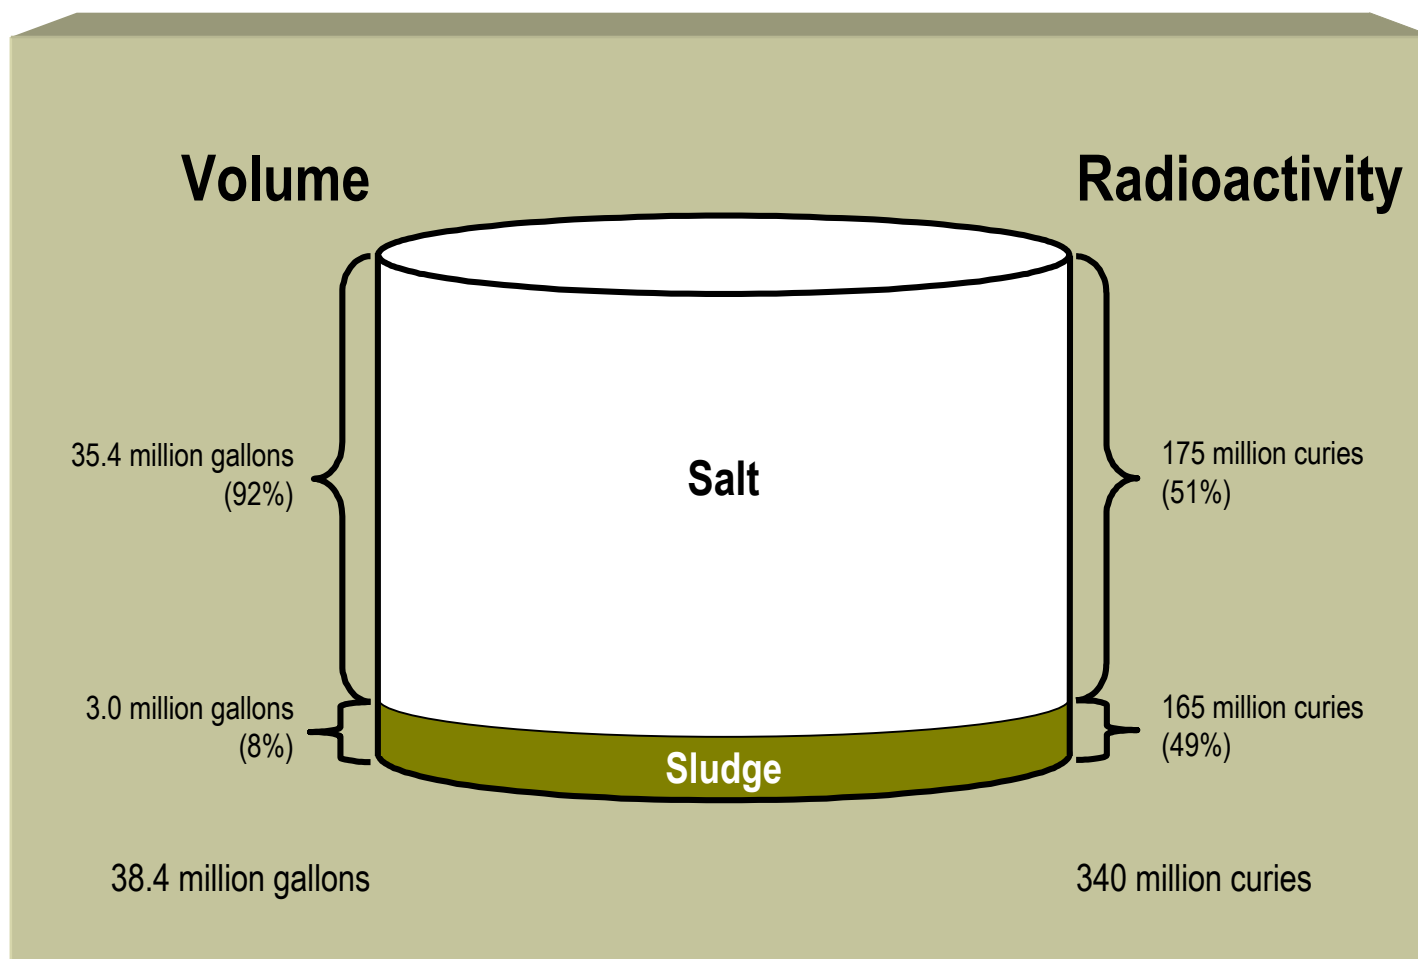 Volume
Radioactivity
35.4 million gallons
(92%)
Salt
175 million curies
(51%)
3.0 million gallons
(8%)
Sludge
165 million curies
(49%)
38.4 million gallons
340 million curies